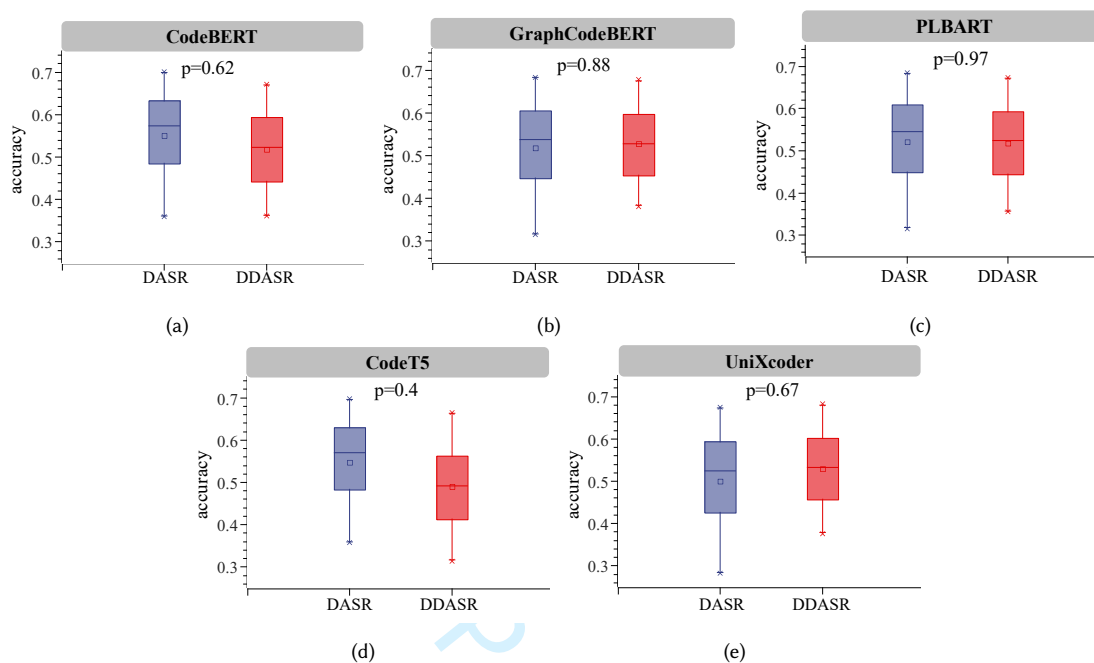 CodeBERT
p=0.62
0.7
0.6
0.5
0.4
0.3
accuracy
DASR DDASR
(a)
GraphCodeBERT
p=0.88
0.7
0.6
0.5
0.4
0.3
accuracy
DASR DDASR
(b)
PLBART
p=0.97
0.7
0.6
0.5
0.4
0.3
accuracy
DASR DDASR
(c)
CodeT5
p=0.4
0.7
0.6
0.5
0.4
0.3
accuracy
DASR DDASR
(d)
UniXcoder
p=0.67
0.7
0.6
0.5
0.4
0.3
accuracy
DASR DDASR
(e)